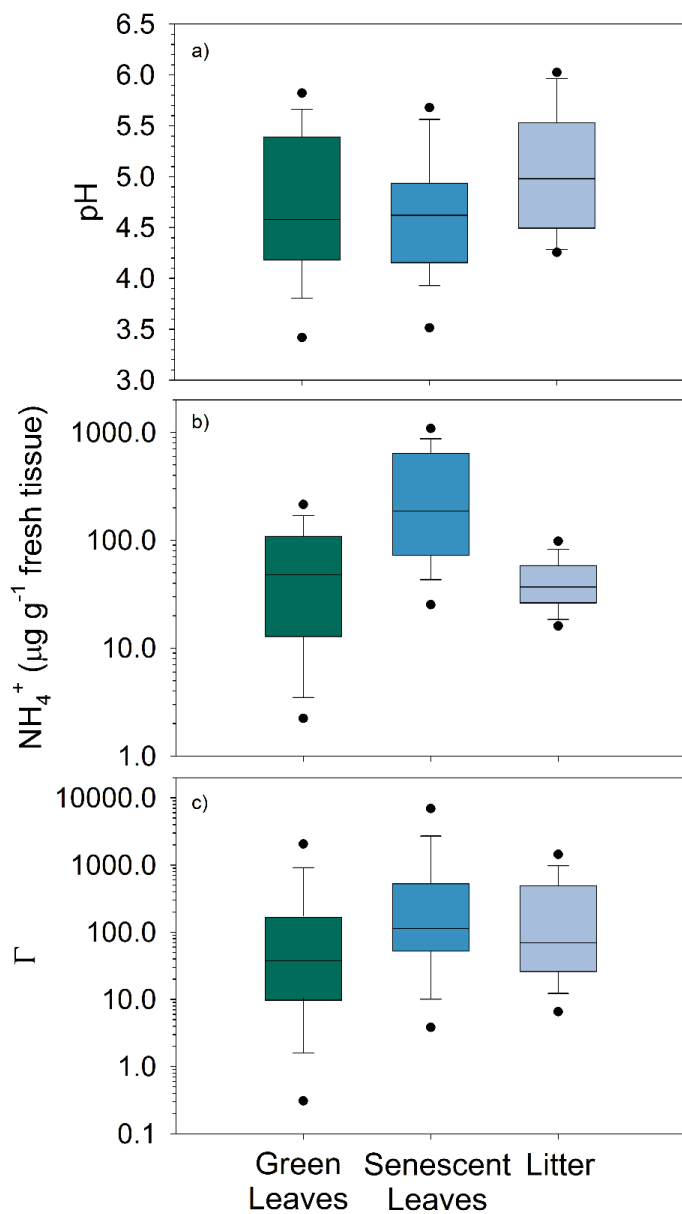 a)
6.5
6.0
5.5
5.0
4.5
4.0
3.5
3.0
pH
b)
1000.0
100.0
10.0
1.0
NH₄⁺ (μg g⁻¹ fresh tissue)
c)
10000.0
1000.0
100.0
10.0
1.0
0.1
Γ
Green Leaves
Senescent Leaves
Litter